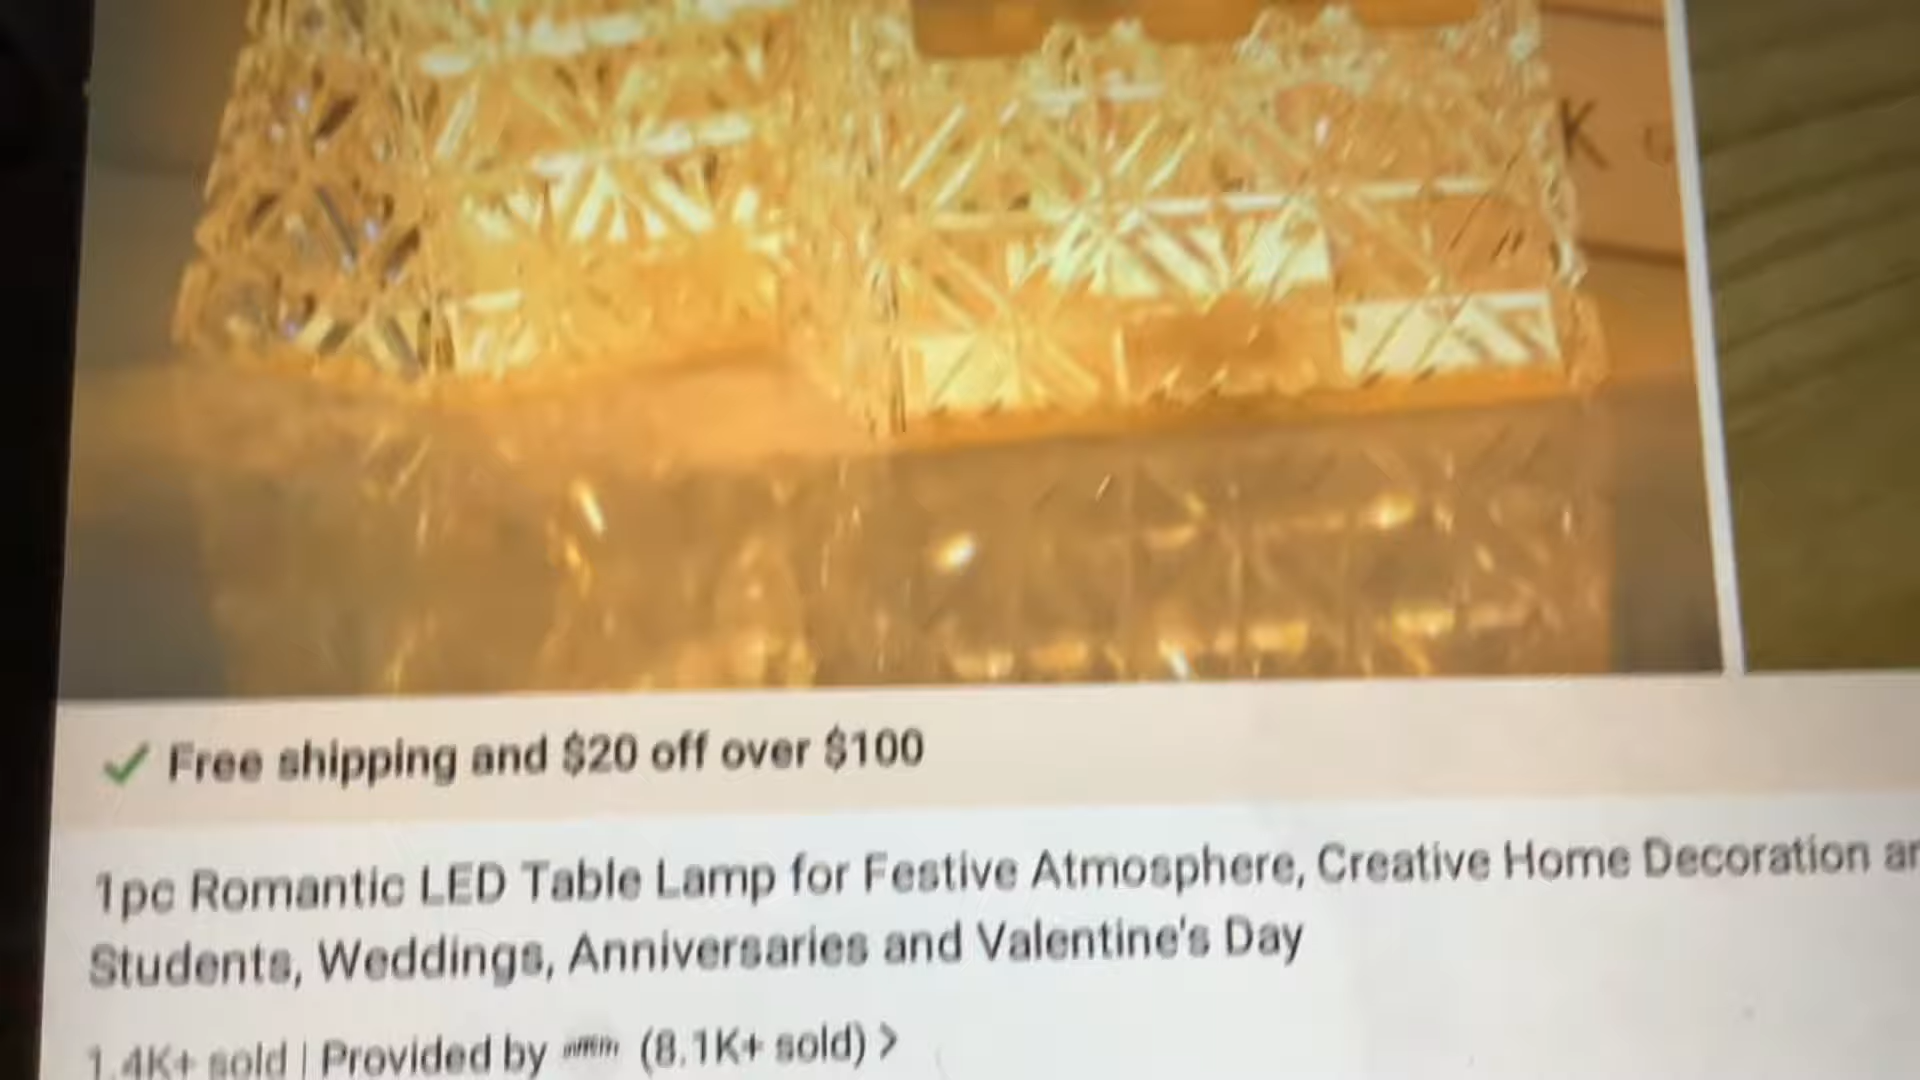 K
Free shipping and $20 off over $100
1pc Romantic LED Table Lamp for Festive Atmosphere, Creative Home Decoration ar
Students, Weddings, Anniversaries and Valentine's Day
1.4K+ sold | Provided by (8.1K+ sold) >